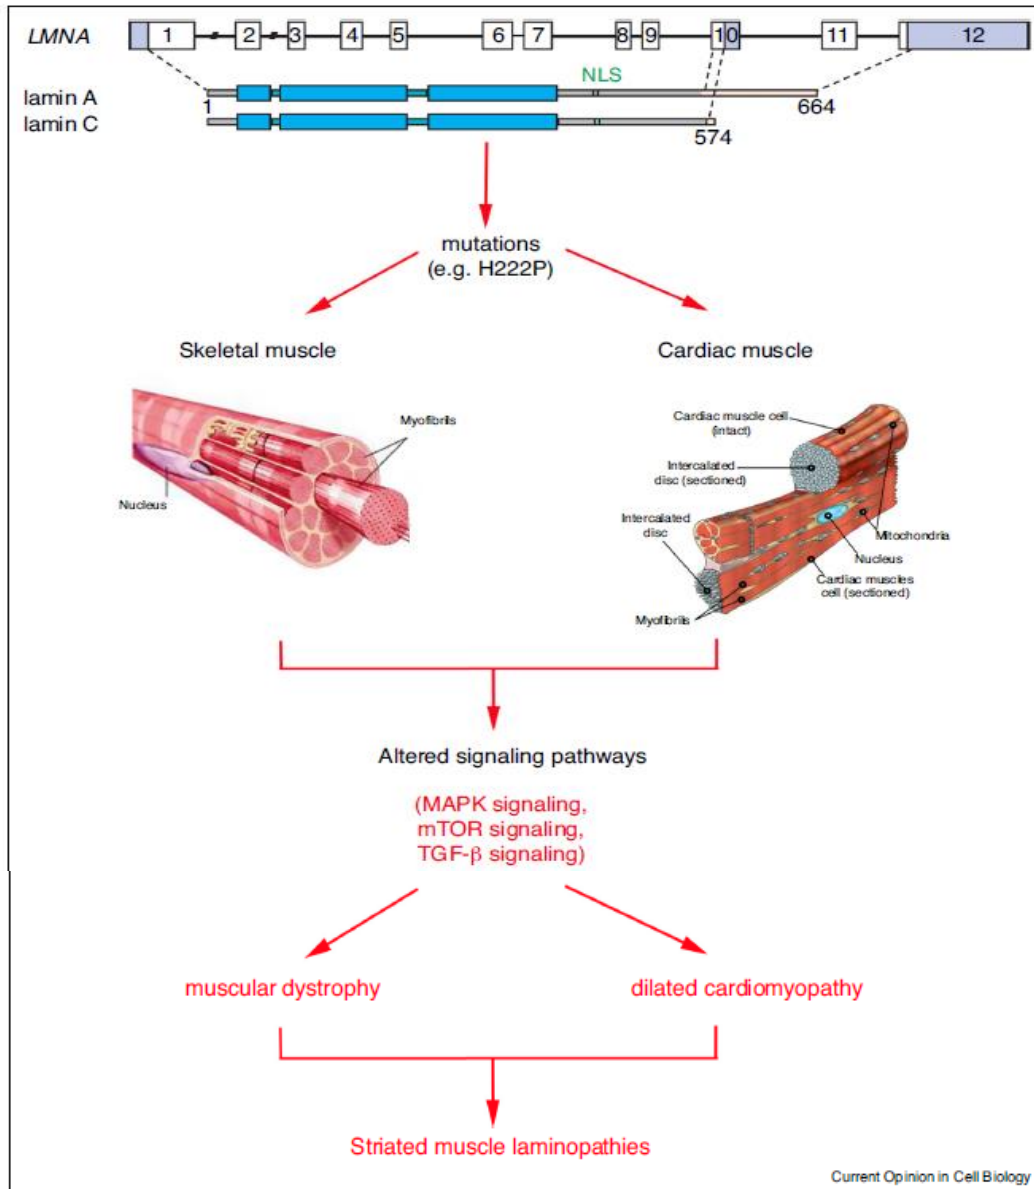 LMNA 1 2 3 4 5 6 7 8 9 10 11 12
NLS
lamin A
1 664
lamin C
574
mutations
(e.g. H222P)
Skeletal muscle
Cardiac muscle
Myofibrils
Nucleus
Cardiac muscle cell
(intact)
Intercalated
disc (sectioned)
Intercalated
disc
Mitochondria
Nucleus
Cardiac muscles
cell (sectioned)
Myofibrils
Altered signaling pathways
(MAPK signaling,
mTOR signaling,
TGF-β signaling)
muscular dystrophy
dilated cardiomyopathy
Striated muscle laminopathies
Current Opinion in Cell Biology